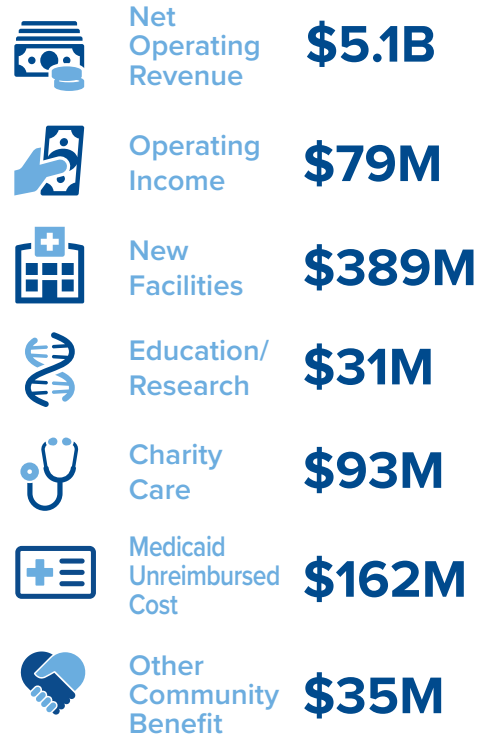 Net
Operating
Revenue
$5.1B
Operating
Income
$79M
New
Facilities
$389M
Education/
Research
$31M
Charity
Care
$93M
Medicaid
Unreimbursed
Cost
$162M
Other
Community
Benefit
$35M